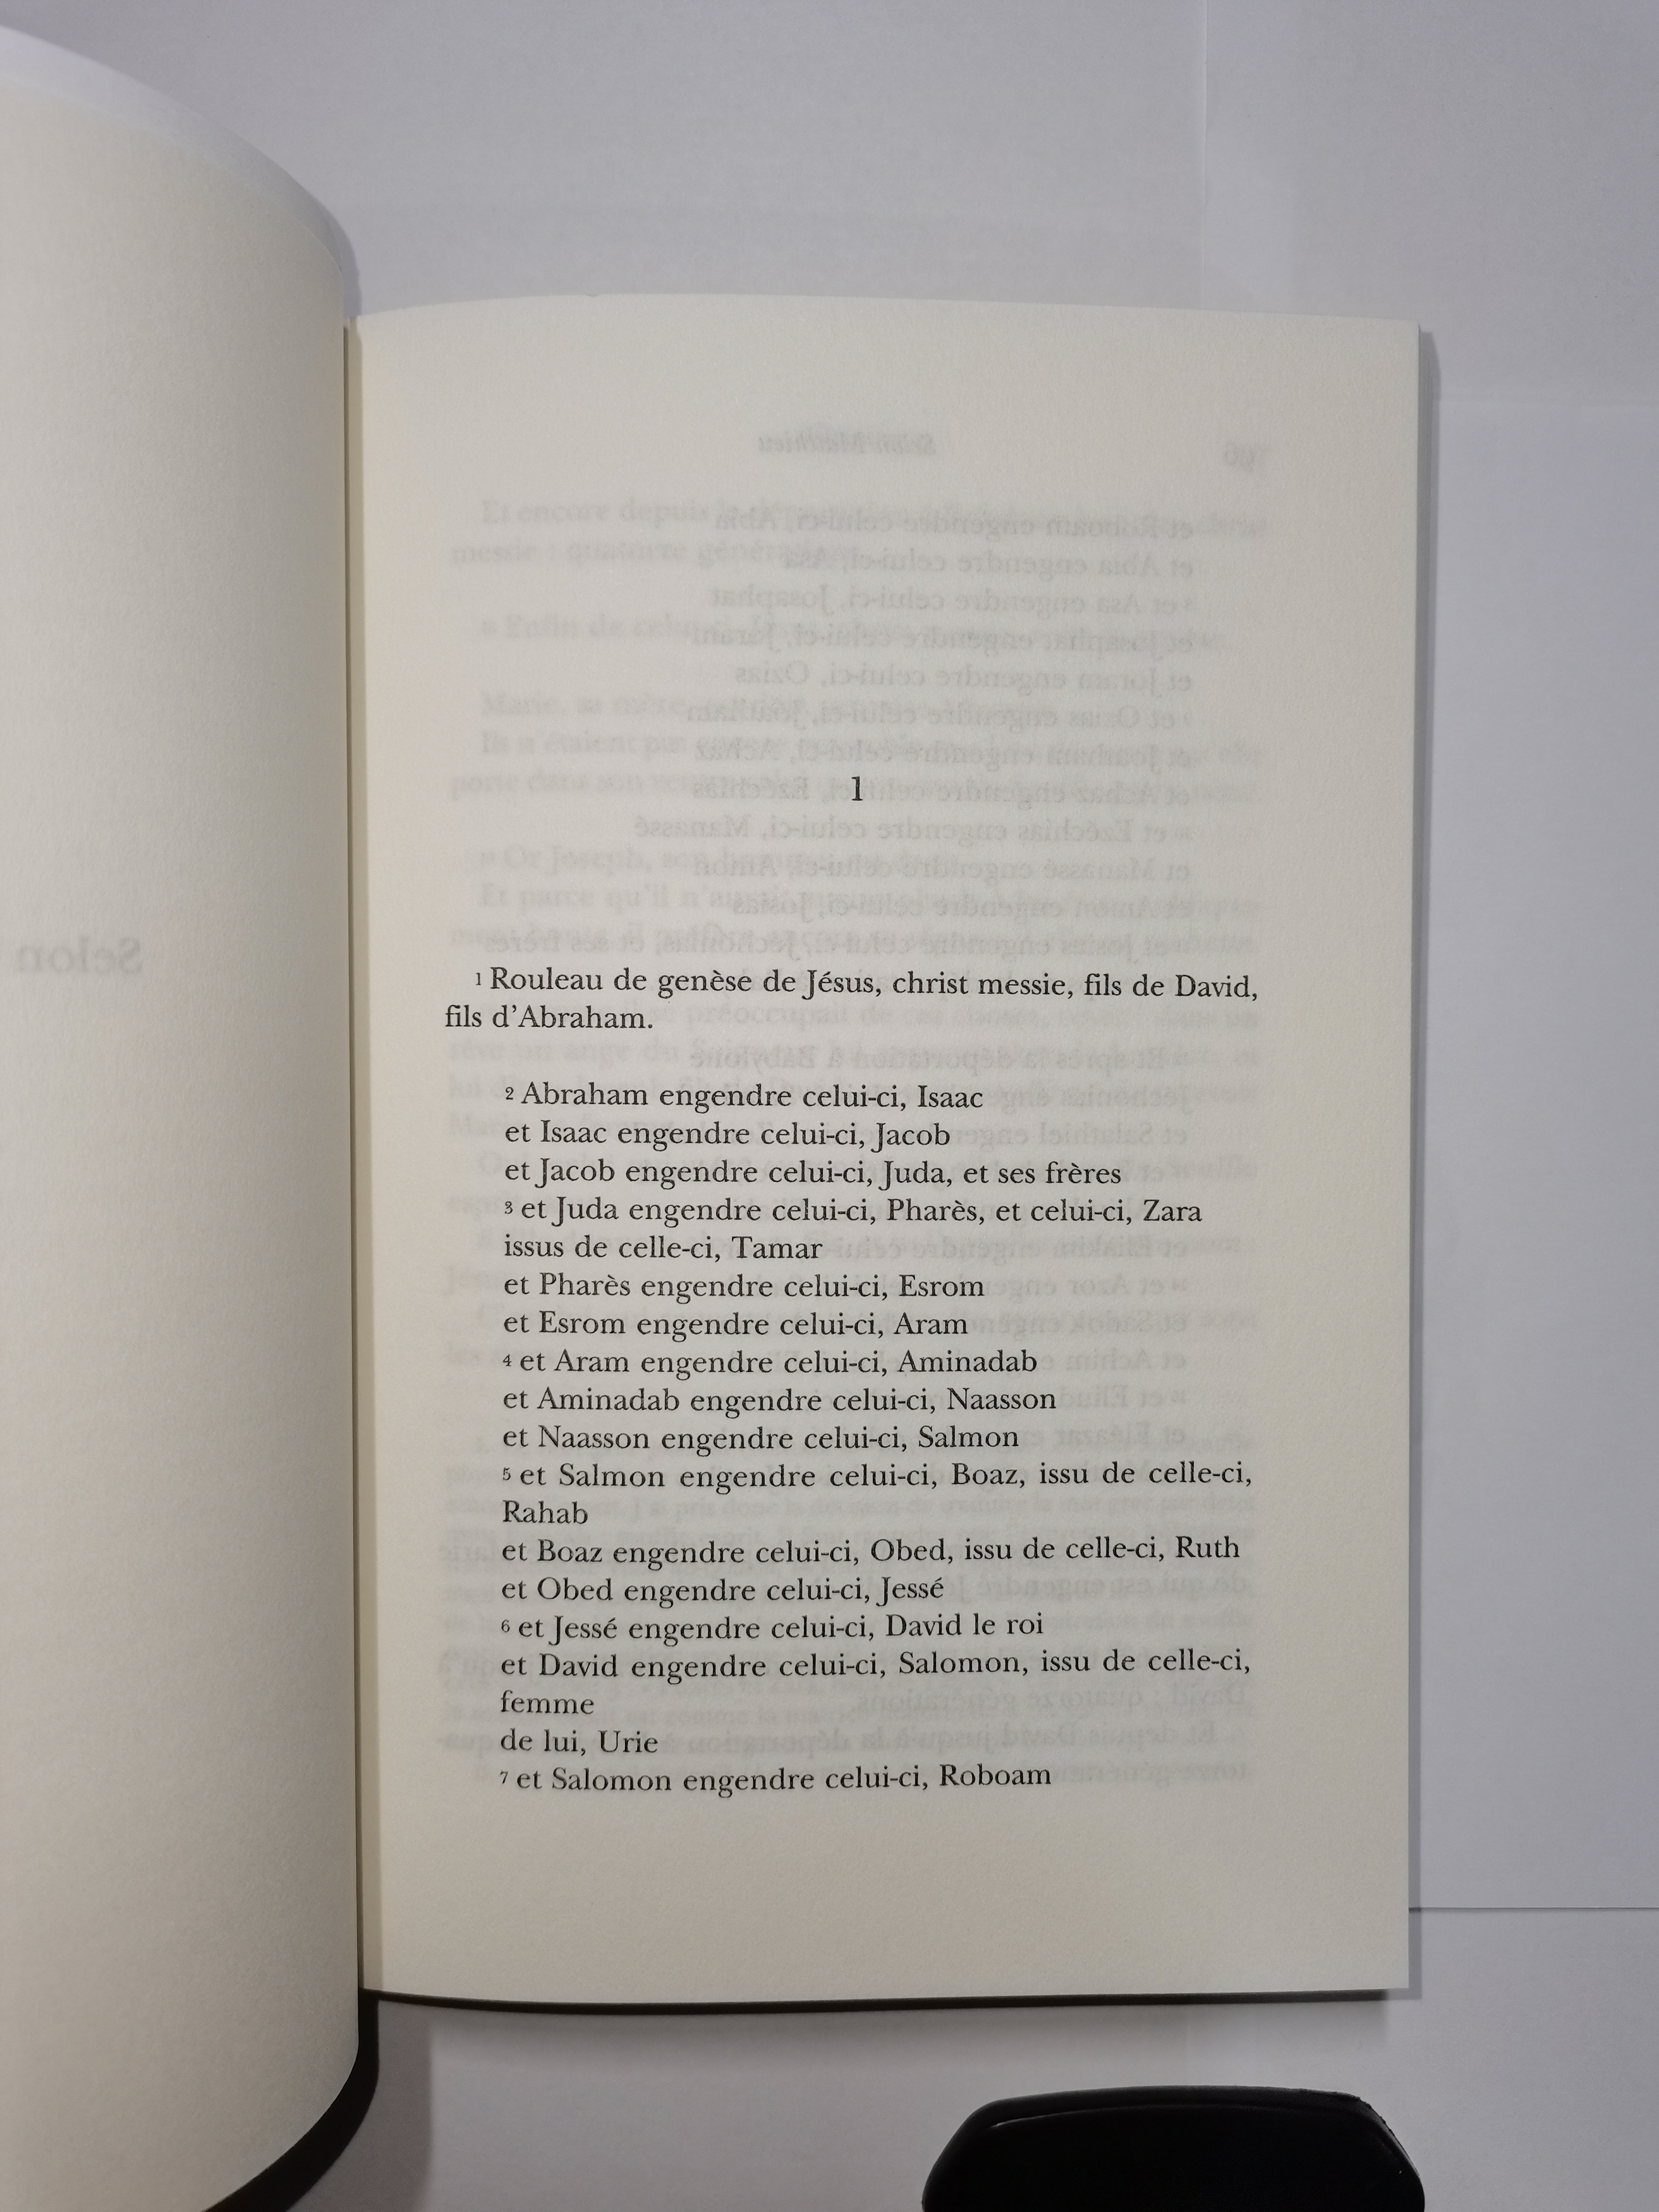 1
1 Rouleau de genèse de Jésus, christ messie, fils de David,
fils d'Abraham.
2 Abraham engendre celui-ci, Isaac
et Isaac engendre celui-ci, Jacob
et Jacob engendre celui-ci, Juda, et ses frères
3 et Juda engendre celui-ci, Pharès, et celui-ci, Zara
issus de celle-ci, Tamar
et Pharès engendre celui-ci, Esrom
et Esrom engendre celui-ci, Aram
4 et Aram engendre celui-ci, Aminadab
et Aminadab engendre celui-ci, Naasson
et Naasson engendre celui-ci, Salmon
5 et Salmon engendre celui-ci, Boaz, issu de celle-ci,
Rahab
et Boaz engendre celui-ci, Obed, issu de celle-ci, Ruth
et Obed engendre celui-ci, Jessé
6 et Jessé engendre celui-ci, David le roi
et David engendre celui-ci, Salomon, issu de celle-ci,
femme
de lui, Urie
7 et Salomon engendre celui-ci, Roboam